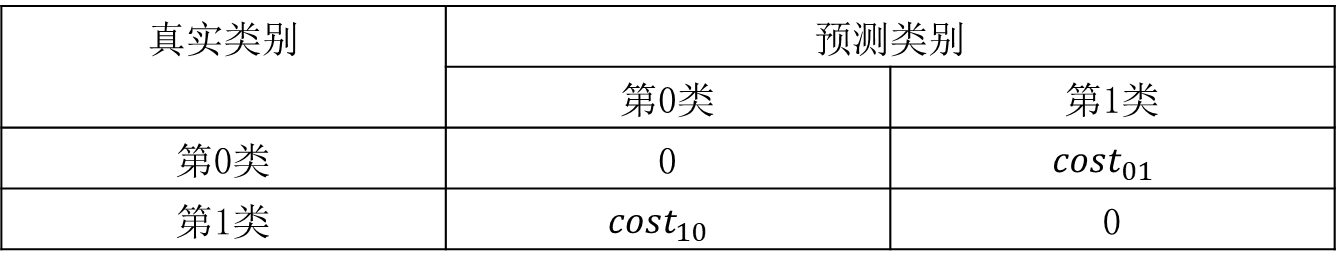 真实类别 预测类别
第0类 第1类
第0类 0 cost₀₁
第1类 cost₁₀ 0